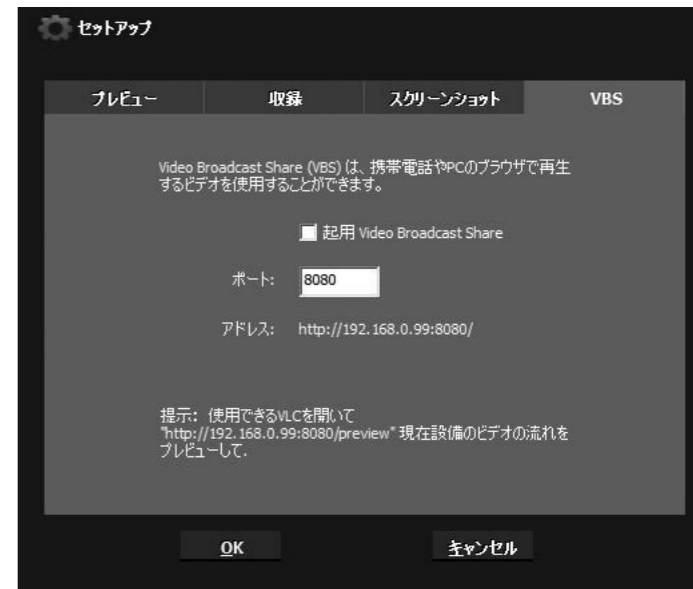 セットアップ
プレビュー 収録 スクリーンショット VBS
Video Broadcast Share (VBS) は、携帯電話やPCのブラウザで再生
するビデオを使用することができます。
起用 Video Broadcast Share
ポート: 8080
アドレス: http://192.168.0.99:8080/
提示: 使用できるVLCを開いて
"http://192.168.0.99:8080/preview" 現在設備のビデオの流れを
プレビューして.
OK キャンセル